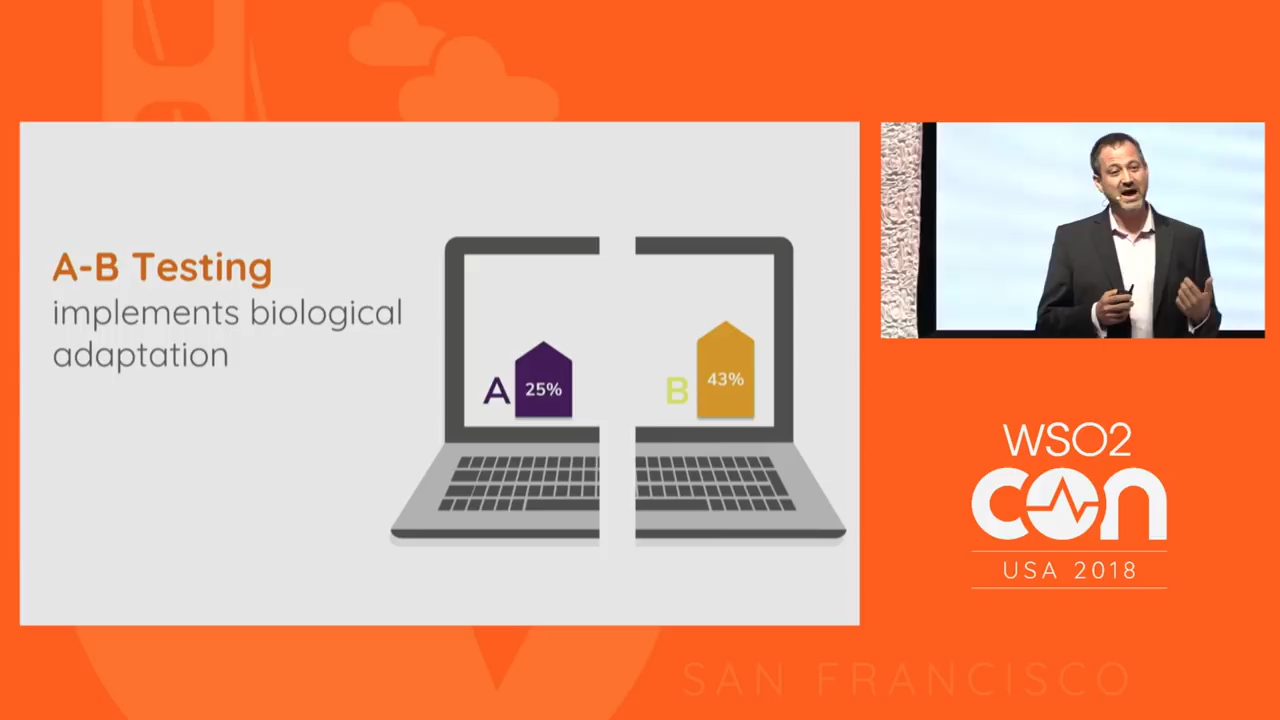 A-B Testing
implements biological
adaptation
A
25%
B
43%
WSO2
con
USA 2018
SAN FRANCISCO